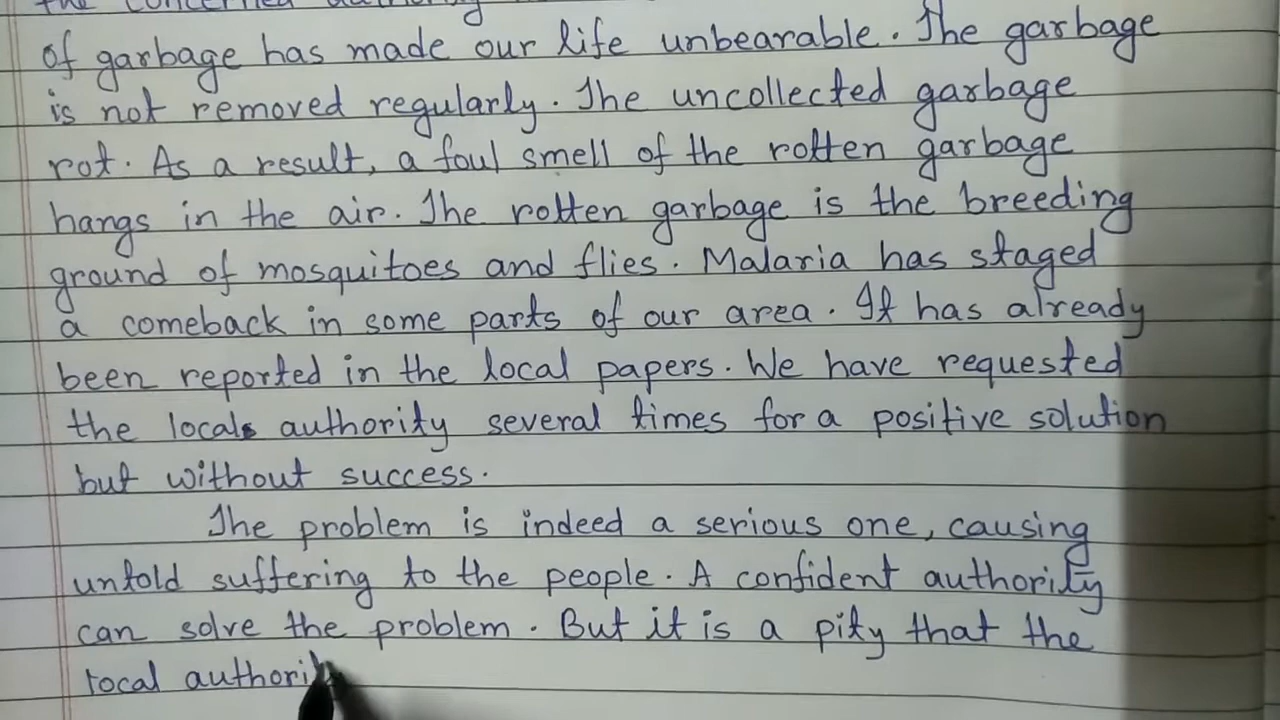 the concerned authority
of garbage has made our life unbearable. The garbage
is not removed regularly. The uncollected garbage
rot. As a result, a foul smell of the rotten garbage
hangs in the air. The rotten garbage is the breeding
ground of mosquitoes and flies. Malaria has staged
a comeback in some parts of our area. It has already
been reported in the local papers. We have requested
the locals authority several times for a positive solution
but without success.
The problem is indeed a serious one, causing
untold suffering to the people. A confident authority
can solve the problem. But it is a pity that the
local authori